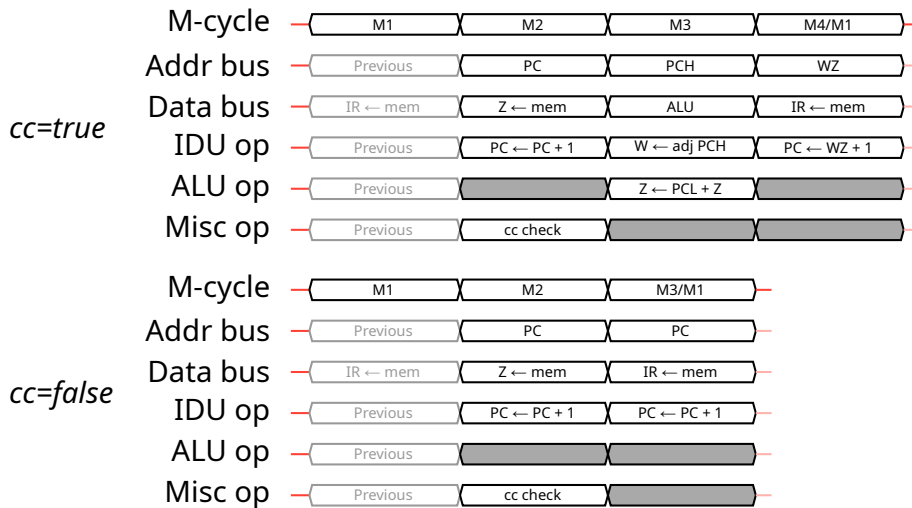 M-cycle M1 M2 M3 M4/M1
Addr bus Previous PC PCH WZ
Data bus IR ← mem Z ← mem ALU IR ← mem
cc=true
IDU op Previous PC ← PC + 1 W ← adj PCH PC ← WZ + 1
ALU op Previous Z ← PCL + Z
Misc op Previous cc check
M-cycle M1 M2 M3/M1
Addr bus Previous PC PC
Data bus IR ← mem Z ← mem IR ← mem
cc=false
IDU op Previous PC ← PC + 1 PC ← PC + 1
ALU op Previous
Misc op Previous cc check